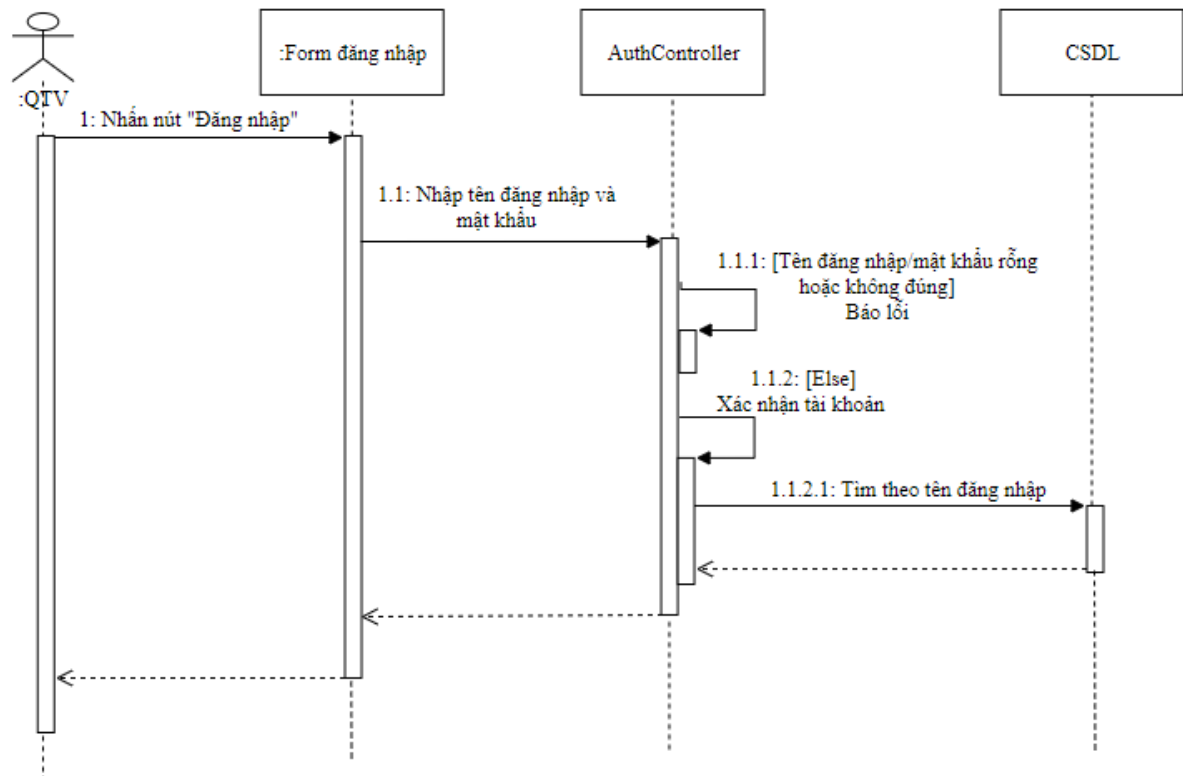 :QTV
:Form đăng nhập
AuthController
CSDL
1: Nhấn nút "Đăng nhập"
1.1: Nhập tên đăng nhập và
mật khẩu
1.1.1: [Tên đăng nhập/mật khẩu rỗng
hoặc không đúng]
Báo lỗi
1.1.2: [Else]
Xác nhận tài khoản
1.1.2.1: Tìm theo tên đăng nhập